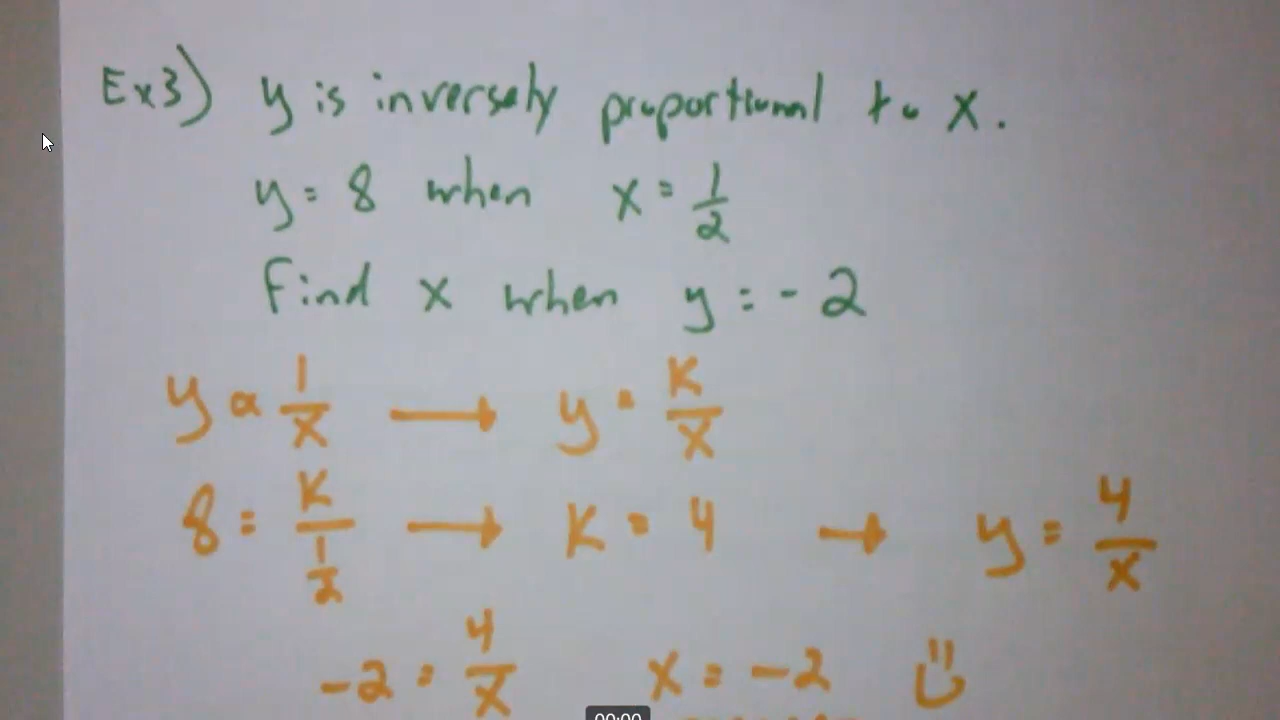 Ex3) y is inversely proportional to x.
y = 8 when x = 1/2
Find x when y = -2
y ∝ 1/x → y = K/x
8 = K/(1/2) → K = 4 → y = 4/x
-2 = 4/x x = -2
00:00